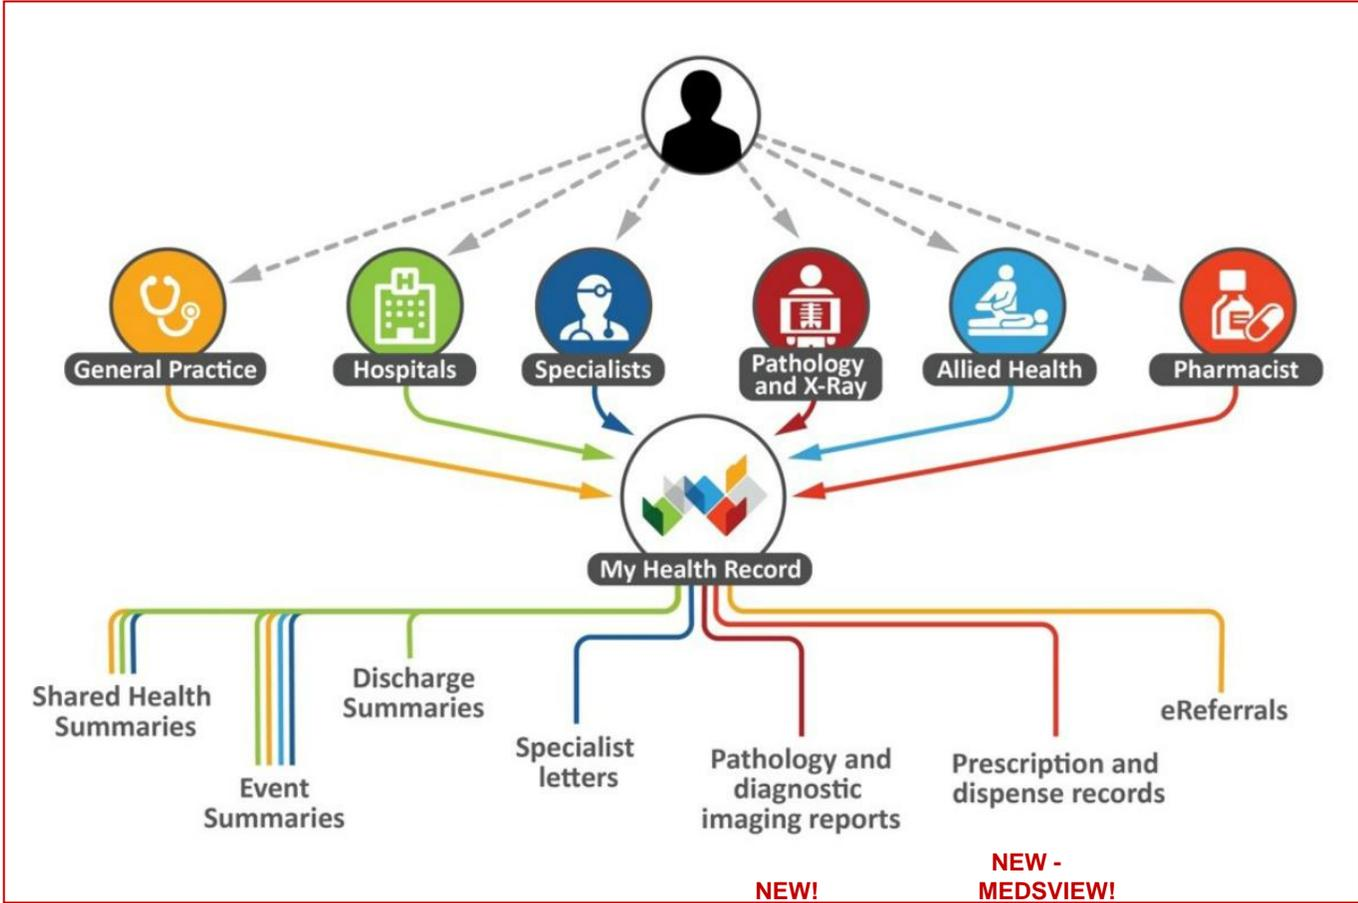 General Practice
Hospitals
H
Specialists
Pathology
and X-Ray
Allied Health
Pharmacist
My Health Record
Shared Health
Summaries
Event
Summaries
Discharge
Summaries
Specialist
letters
Pathology and
diagnostic
imaging reports
Prescription and
dispense records
eReferrals
NEW!
NEW -
MEDSVIEW!